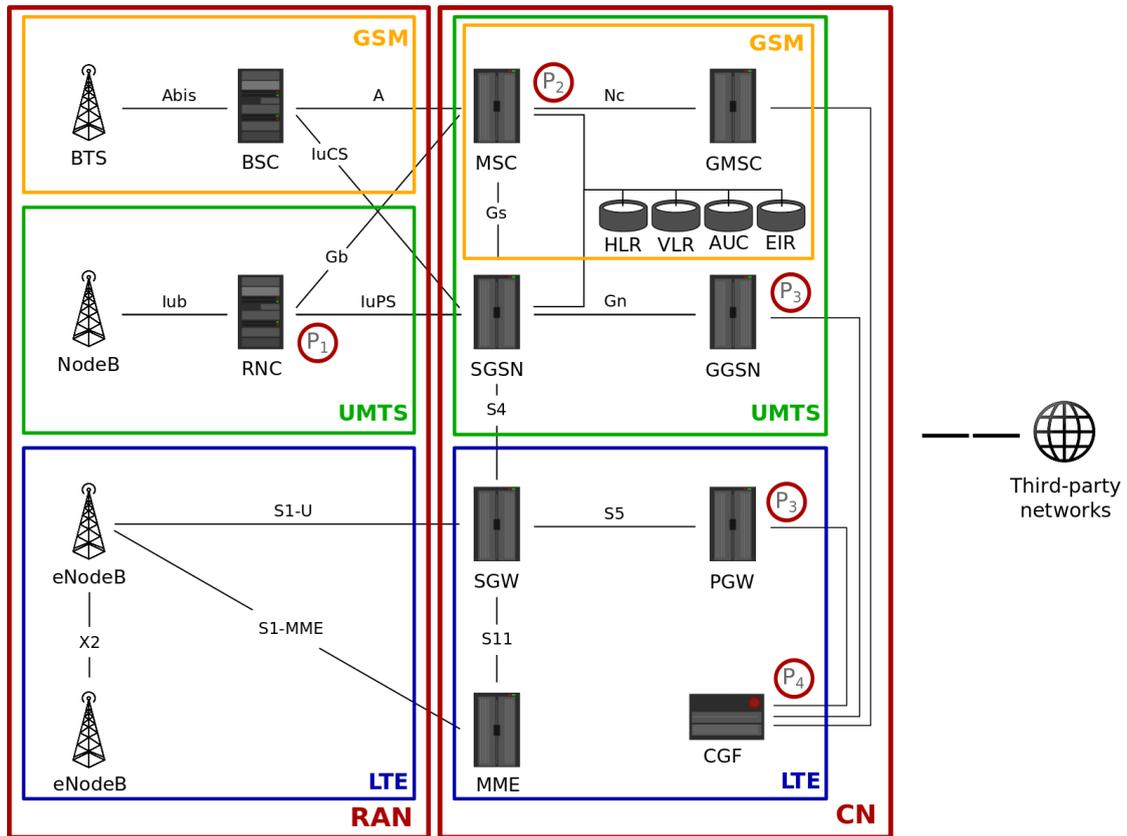 GSM
GSM
P2
Abis
A
Nc
BTS
BSC
IuCS
MSC
GMSC
Gs
HLR
VLR
AUC
EIR
Gb
Iub
IuPS
Gn
P3
P1
NodeB
RNC
SGSN
GGSN
UMTS
S4
UMTS
Third-party
networks
S1-U
S5
P3
eNodeB
SGW
PGW
X2
S1-MME
S11
P4
CGF
eNodeB
LTE
MME
LTE
RAN
CN